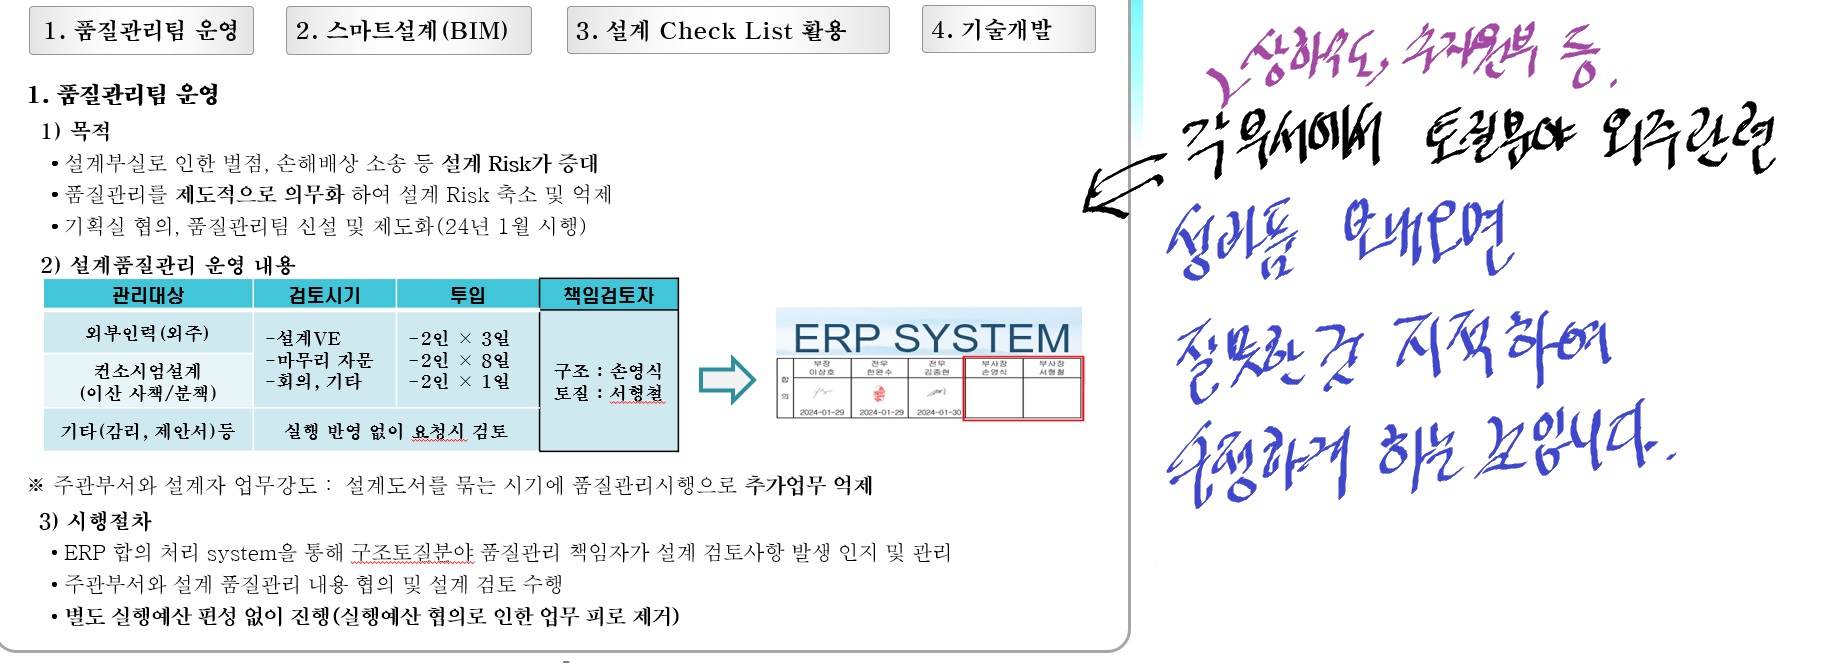 1. 품질관리팀 운영
2. 스마트설계(BIM)
3. 설계 Check List 활용
4. 기술개발
1. 품질관리팀 운영
1) 목적
• 설계부실로 인한 벌점, 손해배상 소송 등 설계 Risk가 증대
• 품질관리를 제도적으로 의무화 하여 설계 Risk 축소 및 억제
• 기획실 협의, 품질관리팀 신설 및 제도화(24년 1월 시행)
2) 설계품질관리 운영 내용
관리대상 검토시기 투입 책임검토자
외부인력(외주)
컨소시엄설계
(이산 사책/분책)
-설계VE
-마무리 자문
-회의, 기타
-2인 × 3일
-2인 × 8일
-2인 × 1일
구조 : 손영식
토질 : 서형철
기타(감리, 제안서)등 실행 반영 없이 요청시 검토
ERP SYSTEM
합의
부장 전무 전무 부사장 부사장
이상호 한완수 김종현 손영식 서형철
2024-01-29 2024-01-29 2024-01-30
※ 주관부서와 설계자 업무강도 : 설계도서를 묶는 시기에 품질관리시행으로 추가업무 억제
3) 시행절차
• ERP 합의 처리 system을 통해 구조토질분야 품질관리 책임자가 설계 검토사항 발생 인지 및 관리
• 주관부서와 설계 품질관리 내용 협의 및 설계 검토 수행
• 별도 실행예산 편성 없이 진행(실행예산 협의로 인한 업무 피로 제거)
상하수도, 수자원부 등.
각 부서에서 토질분야 외주관련
성과품 보내오면
잘못한 것 지적하여
수정하게 하는 것입니다.